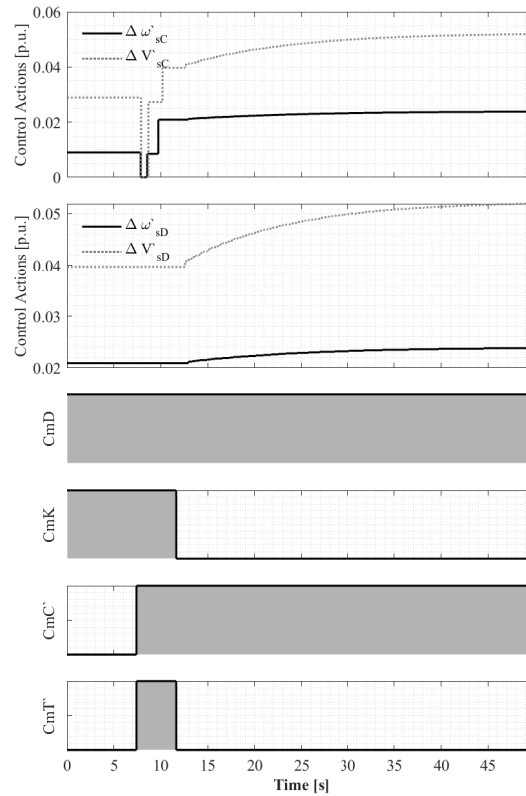 Control Actions [p.u.]
0.06
0.04
0.02
0
Δ ω`sC
Δ V`sC
Control Actions [p.u.]
0.05
0.04
0.03
0.02
Δ ω`sD
Δ V`sD
CmD
CmK
CmC`
CmT`
0 5 10 15 20 25 30 35 40 45
Time [s]